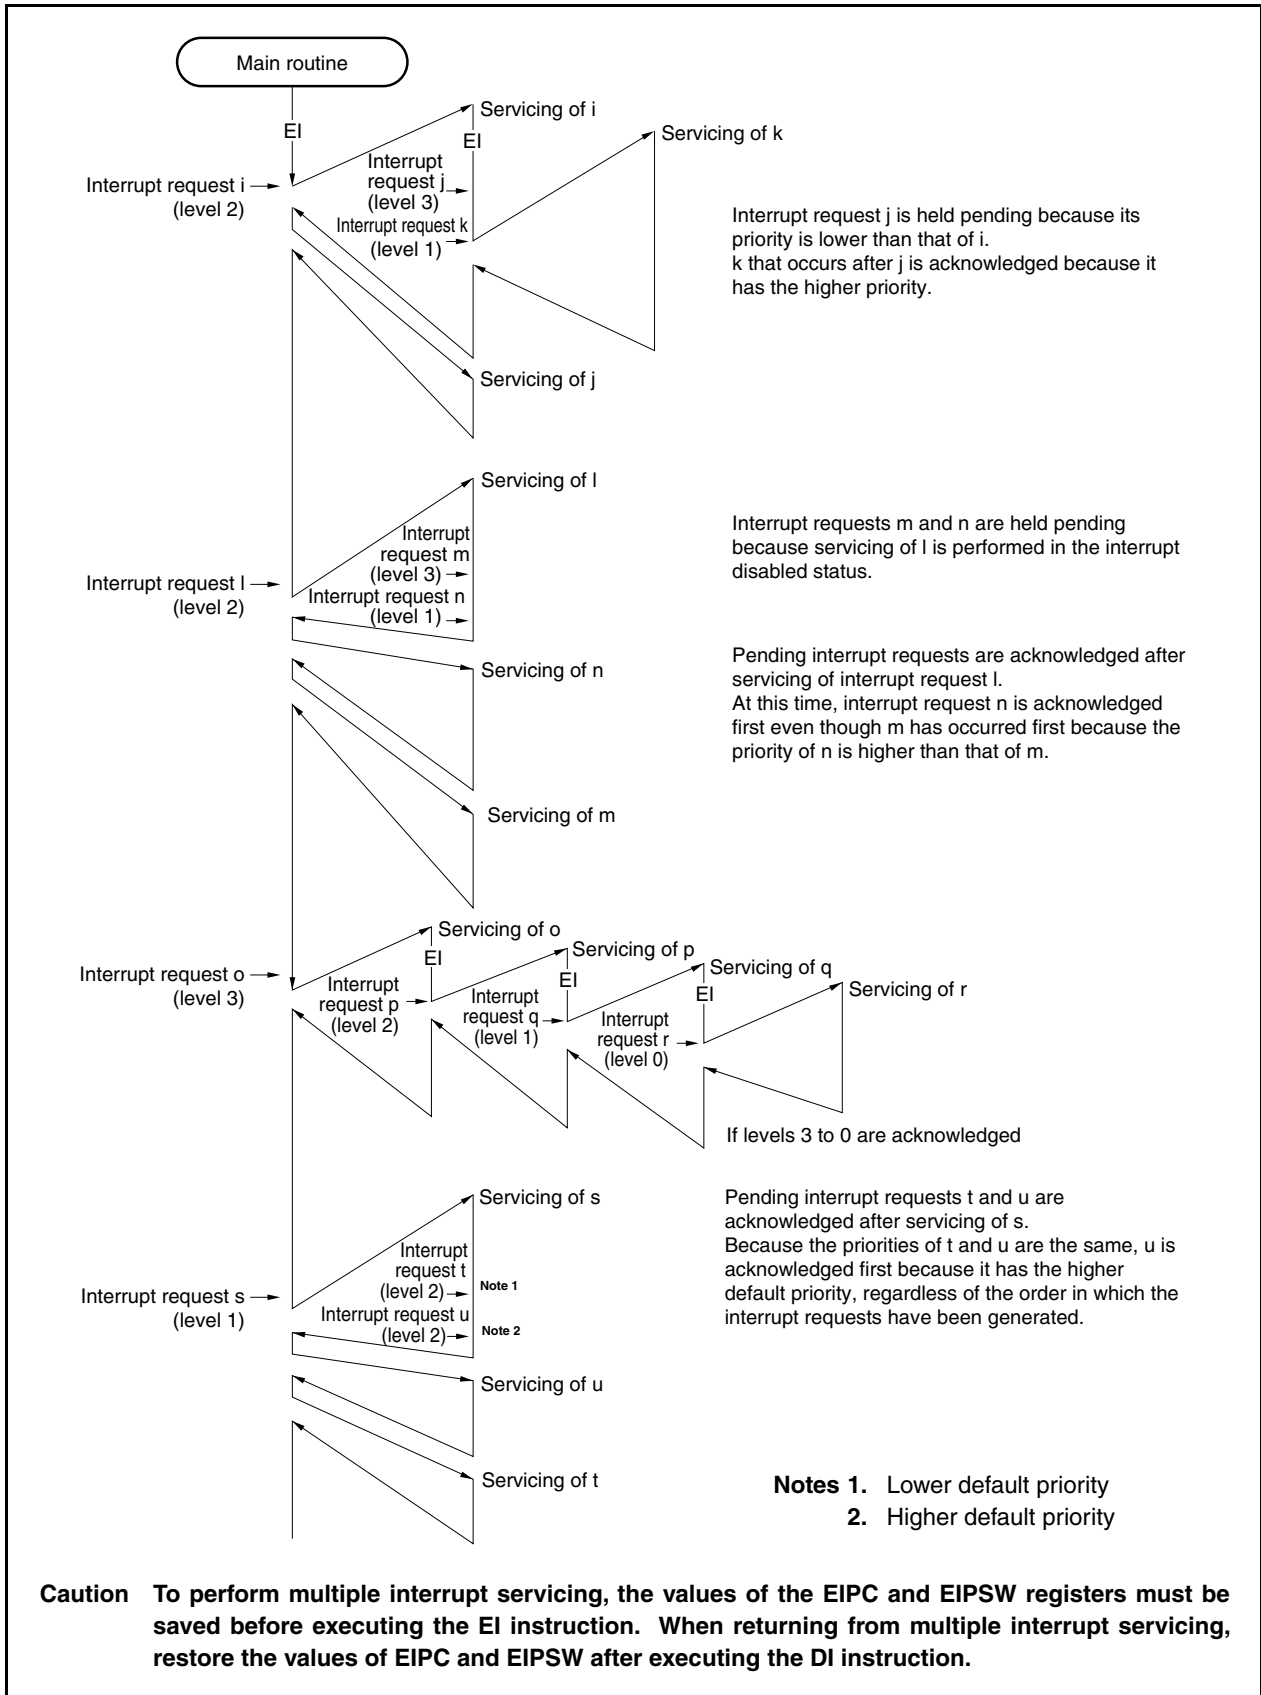 Main routine
EI
Servicing of i
EI
Servicing of k
Interrupt request i
(level 2)
Interrupt
request j
(level 3)
Interrupt request k
(level 1)
Interrupt request j is held pending because its
priority is lower than that of i.
k that occurs after j is acknowledged because it
has the higher priority.
Servicing of j
Servicing of l
Interrupt request l
(level 2)
Interrupt
request m
(level 3)
Interrupt request n
(level 1)
Interrupt requests m and n are held pending
because servicing of l is performed in the interrupt
disabled status.
Servicing of n
Pending interrupt requests are acknowledged after
servicing of interrupt request l.
At this time, interrupt request n is acknowledged
first even though m has occurred first because the
priority of n is higher than that of m.
Servicing of m
Interrupt request o
(level 3)
Servicing of o
EI
Interrupt
request p
(level 2)
Servicing of p
EI
Interrupt
request q
(level 1)
Servicing of q
EI
Interrupt
request r
(level 0)
Servicing of r
If levels 3 to 0 are acknowledged
Servicing of s
Interrupt request s
(level 1)
Interrupt
request t
(level 2)
Note 1
Interrupt request u
(level 2)
Note 2
Pending interrupt requests t and u are
acknowledged after servicing of s.
Because the priorities of t and u are the same, u is
acknowledged first because it has the higher
default priority, regardless of the order in which the
interrupt requests have been generated.
Servicing of u
Servicing of t
Notes 1. Lower default priority
2. Higher default priority
Caution To perform multiple interrupt servicing, the values of the EIPC and EIPSW registers must be
saved before executing the EI instruction. When returning from multiple interrupt servicing,
restore the values of EIPC and EIPSW after executing the DI instruction.